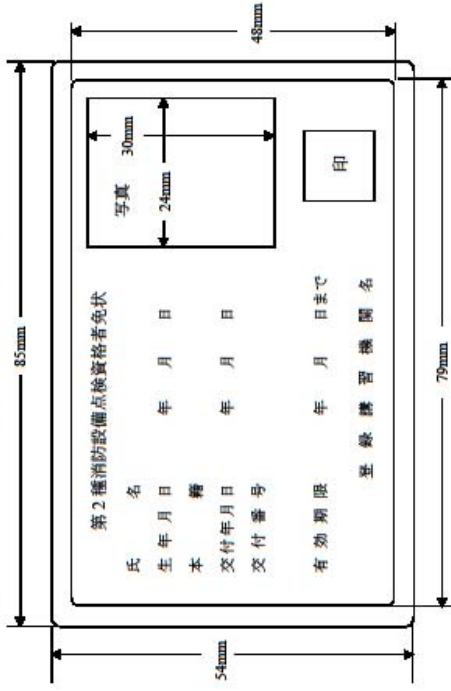 85mm
第2種消防設備点検資格者免状
氏 名
生年月日 年 月 日
本 籍
交付年月日 年 月 日
交付番号
有効期限 年 月 日まで
登録講習機関名
写真
30mm
24mm
印
54mm
48mm
79mm